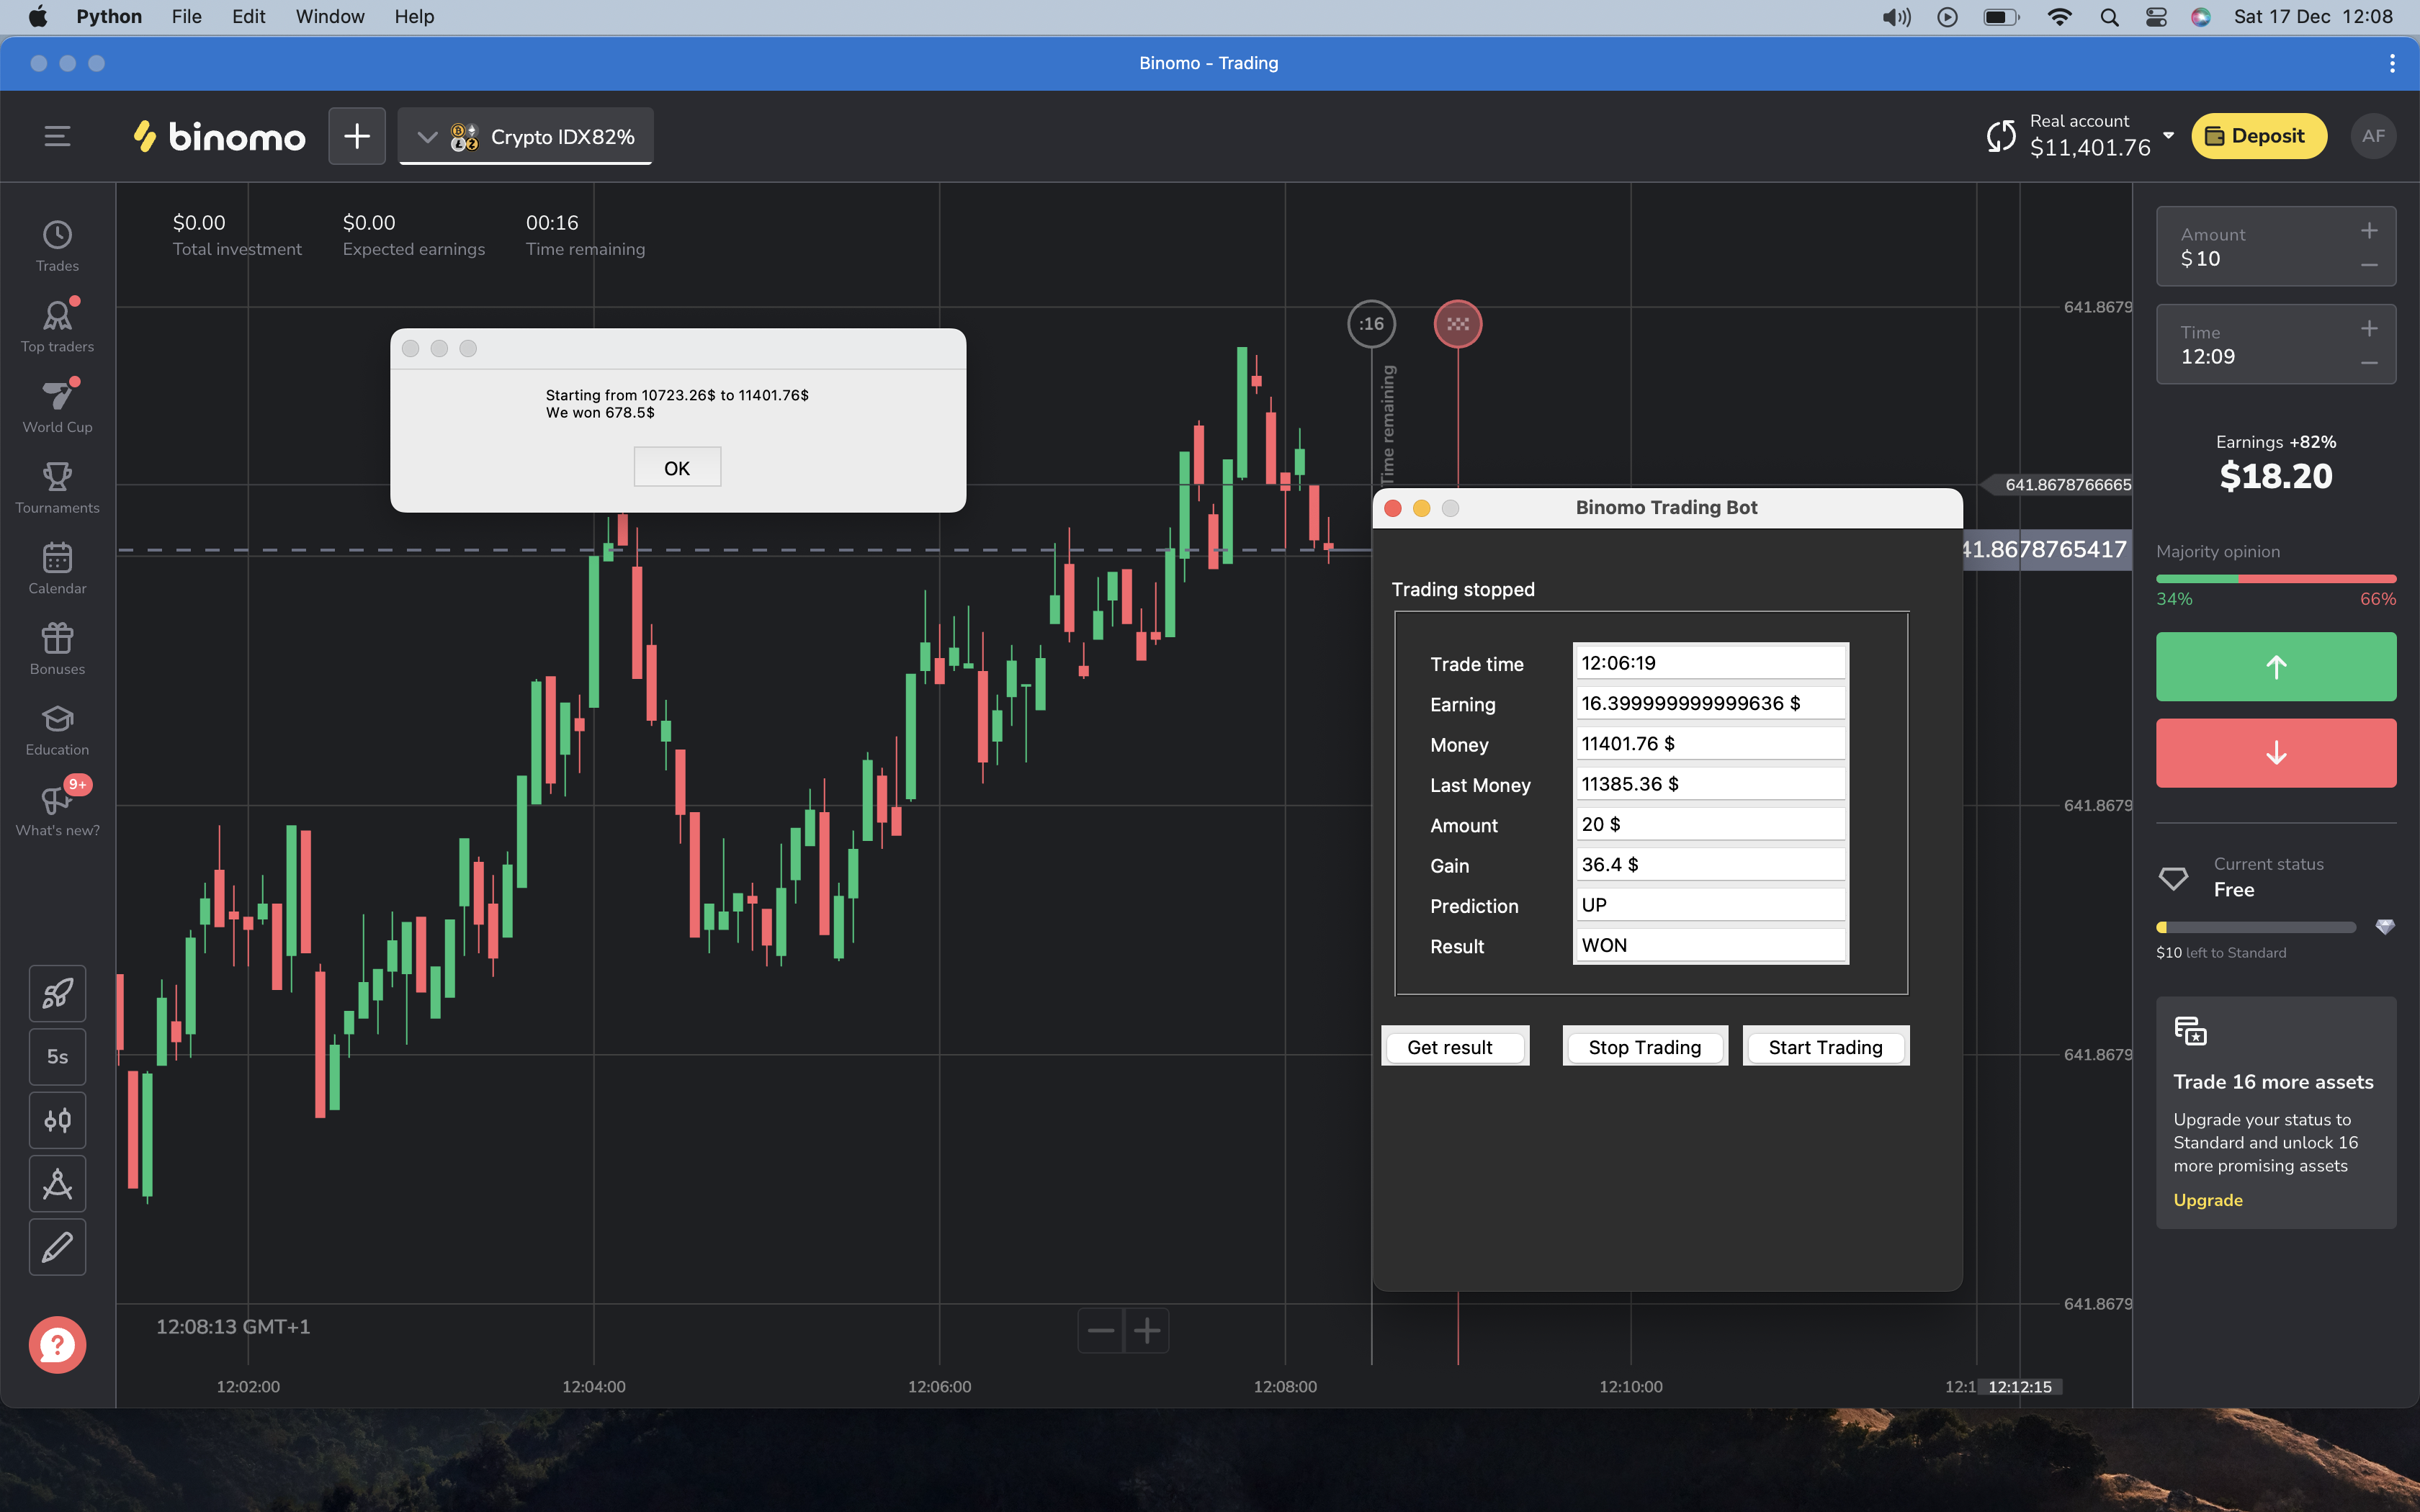 Python File Edit Window Help
Sat 17 Dec 12:08
Binomo - Trading
binomo
Crypto IDX82%
Real account
$11,401.76
Deposit
AF
$0.00 $0.00 00:16
Total investment Expected earnings Time remaining
Trades
Top traders
World Cup
Tournaments
Calendar
Bonuses
Education
9+
What's new?
5s
?
Starting from 10723.26$ to 11401.76$
We won 678.5$
OK
:16
Time remaining
641.8679
641.8678766665
41.8678765417
641.8679
641.8679
641.8679
Binomo Trading Bot
Trading stopped
Trade time 12:06:19
Earning 16.399999999999636 $
Money 11401.76 $
Last Money 11385.36 $
Amount 20 $
Gain 36.4 $
Prediction UP
Result WON
Get result Stop Trading Start Trading
Amount
$10
Time
12:09
Earnings +82%
$18.20
Majority opinion
34% 66%
Current status
Free
$10 left to Standard
Trade 16 more assets
Upgrade your status to
Standard and unlock 16
more promising assets
Upgrade
12:08:13 GMT+1
12:02:00 12:04:00 12:06:00 12:08:00 12:10:00 12:1 12:12:15